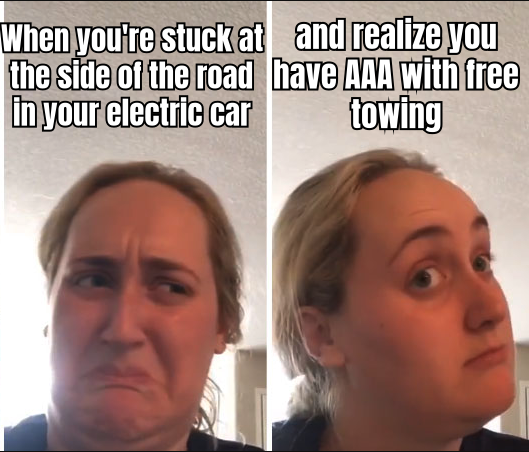 When you're stuck at
the side of the road
in your electric car
and realize you
have AAA with free
towing